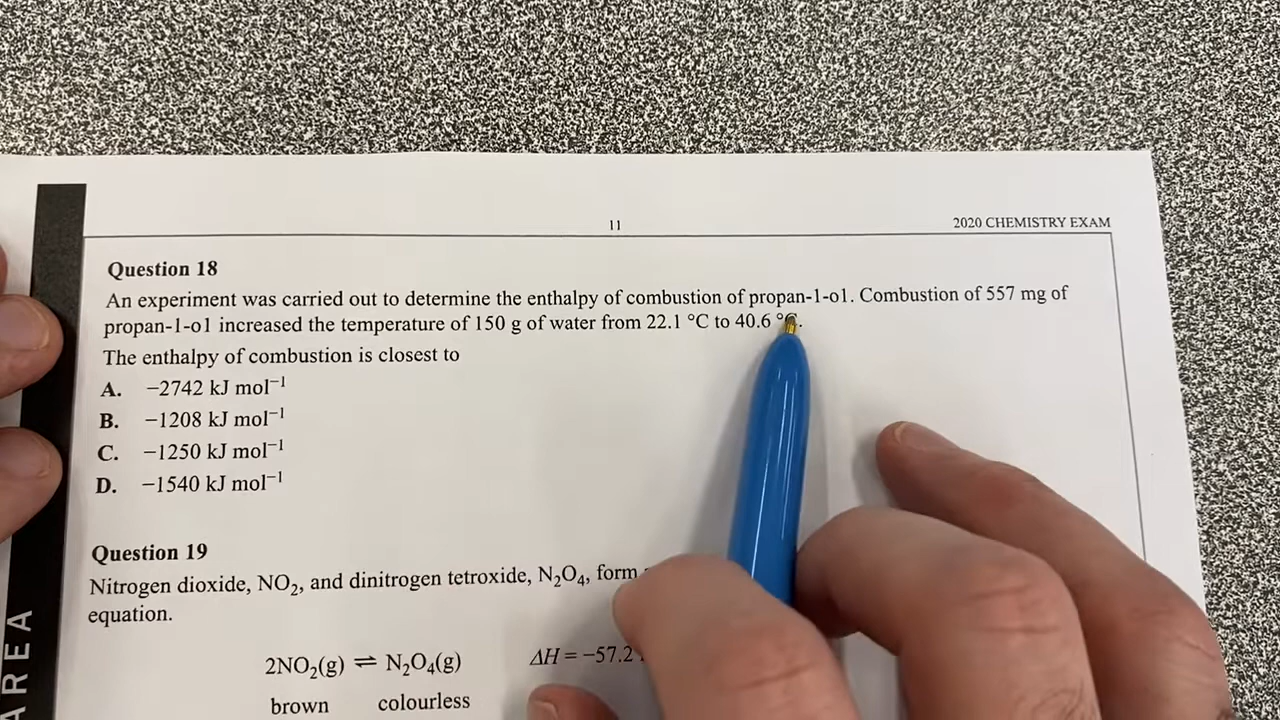 11
2020 CHEMISTRY EXAM
Question 18
An experiment was carried out to determine the enthalpy of combustion of propan-1-o1. Combustion of 557 mg of
propan-1-o1 increased the temperature of 150 g of water from 22.1 °C to 40.6 °C.
The enthalpy of combustion is closest to
A. −2742 kJ mol⁻¹
B. −1208 kJ mol⁻¹
C. −1250 kJ mol⁻¹
D. −1540 kJ mol⁻¹
Question 19
Nitrogen dioxide, NO₂, and dinitrogen tetroxide, N₂O₄, form
equation.
2NO₂(g) ⇌ N₂O₄(g) ΔH = −57.2
brown colourless
AREA